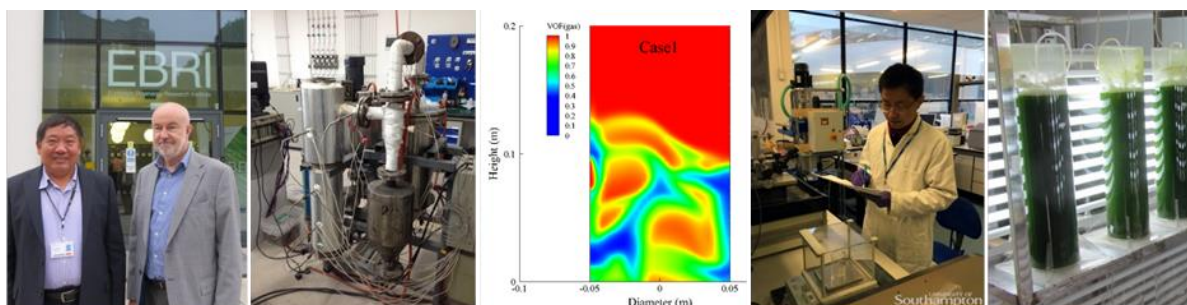 EBRI
VOF(gas)
1
0.9
0.8
0.7
0.6
0.5
0.4
0.3
0.2
0.1
0
Case1
0.2
0.1
0
Height (m)
-0.1
-0.05
0
0.05
Diameter (m)
UNIVERSITY OF
Southampton